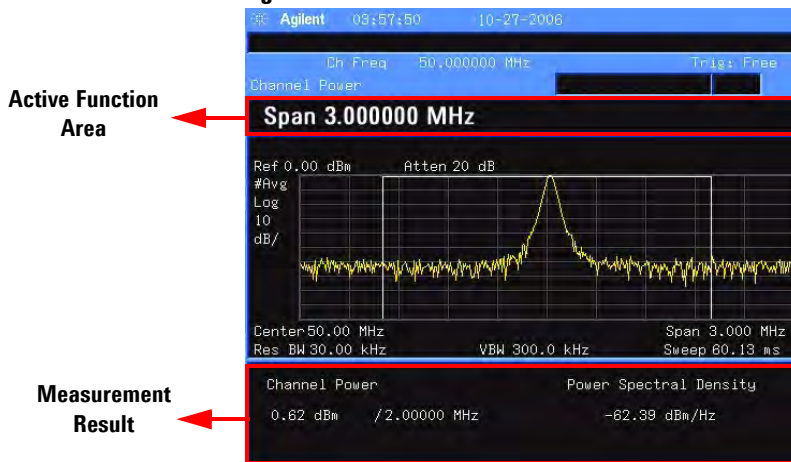 Agilent 03:57:50 10-27-2006
Ch Freq 50.000000 MHz Trig: Free
Channel Power
Active Function
Area
Span 3.000000 MHz
Ref 0.00 dBm Atten 20 dB
#Avg
Log
10
dB/
Center 50.00 MHz Span 3.000 MHz
Res BW 30.00 kHz VBW 300.0 kHz Sweep 60.13 ms
Measurement
Result
Channel Power Power Spectral Density
0.62 dBm /2.00000 MHz -62.39 dBm/Hz